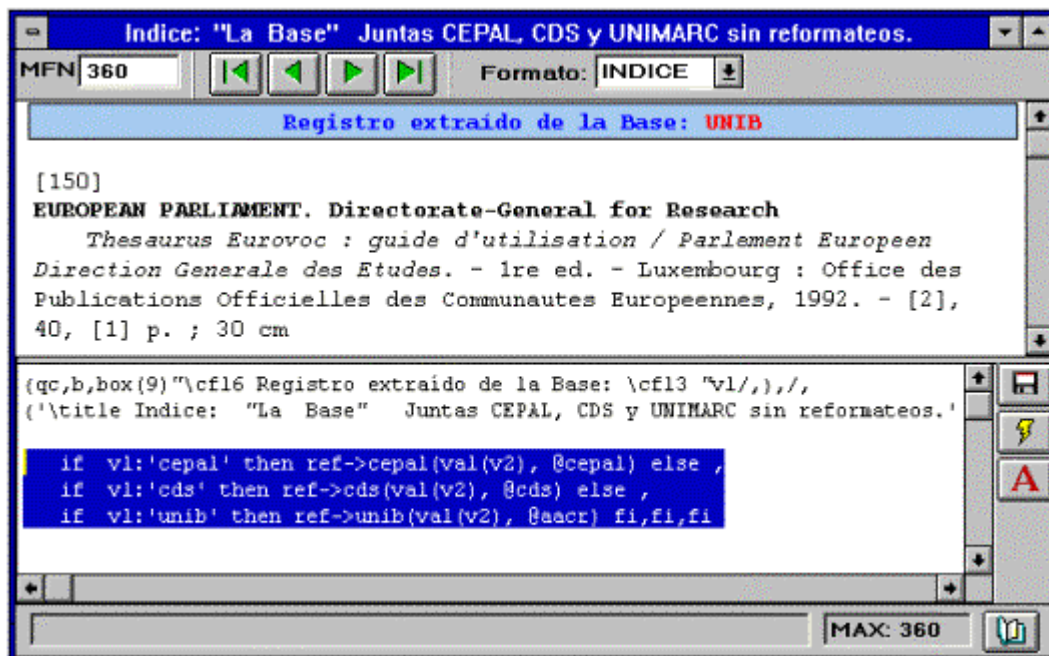 Indice: "La Base" Juntas CEPAL, CDS y UNIMARC sin reformateos.
MFN 360 Formato: INDICE
Registro extraído de la Base: UNIB
[150]
EUROPEAN PARLIAMENT. Directorate-General for Research
Thesaurus Eurovoc : guide d'utilisation / Parlement Europeen
Direction Generale des Etudes. - 1re ed. - Luxembourg : Office des
Publications Officielles des Communautes Europeennes, 1992. - [2],
40, [1] p. ; 30 cm
(qc,b,box(9)"\cf16 Registro extraído de la Base: \cf13 "v1/,),/,
('\title Indice:  "La  Base"   Juntas CEPAL, CDS y UNIMARC sin reformateos.'
if v1:'cepal' then ref->cepal(val(v2), @cepal) else ,
if v1:'cds' then ref->cds(val(v2), @cds) else ,
if v1:'unib' then ref->unib(val(v2), @aacr) fi,fi,fi
A
MAX: 360